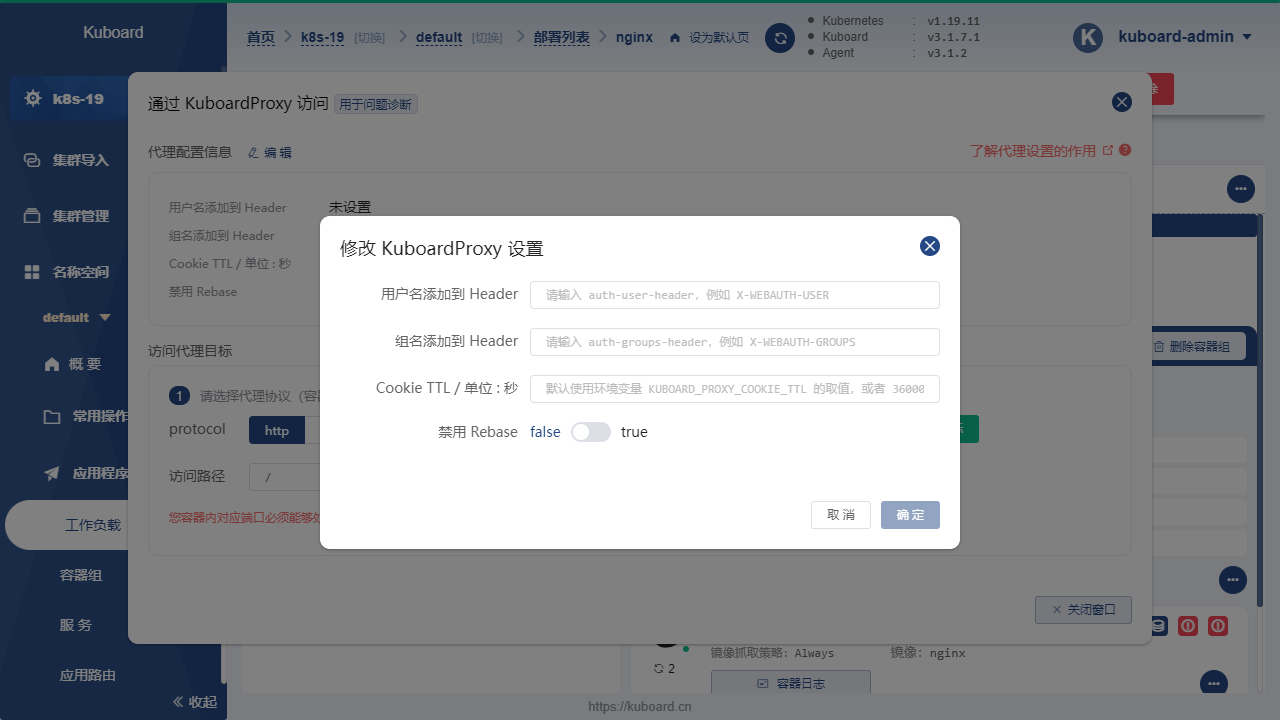 Kuboard
首页 k8s-19 [切换] default [切换] 部署列表 nginx 设为默认页
Kubernetes : v1.19.11
Kuboard : v3.1.7.1
Agent : v3.1.2
K kuboard-admin
k8s-19
集群导入
集群管理
名称空间
default
概 要
常用操作
应用程序
工作负载
容器组
服 务
应用路由
收起
通过 KuboardProxy 访问 用于问题诊断
除
代理配置信息 编 辑
了解代理设置的作用
用户名添加到 Header 未设置
组名添加到 Header
Cookie TTL / 单位 : 秒
禁用 Rebase
访问代理目标
1 请选择代理协议（容
protocol http
访问路径 /
您容器内对应端口必须能够处
修改 KuboardProxy 设置
用户名添加到 Header 请输入 auth-user-header，例如 X-WEBAUTH-USER
组名添加到 Header 请输入 auth-groups-header，例如 X-WEBAUTH-GROUPS
Cookie TTL / 单位 : 秒 默认使用环境变量 KUBOARD_PROXY_COOKIE_TTL 的取值，或者 36000
禁用 Rebase false true
取 消 确 定
删除容器组
关闭窗口
2
镜像抓取策略: Always 镜像: nginx
容器日志
https://kuboard.cn